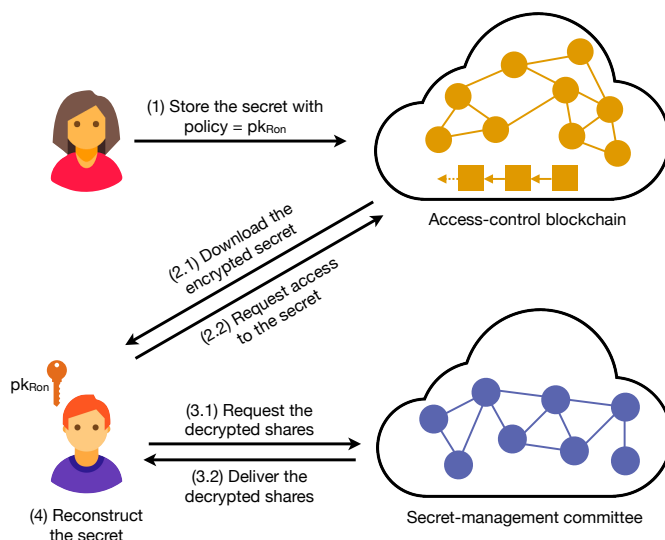 (1) Store the secret with
policy = pkRon
Access-control blockchain
(2.1) Download the
encrypted secret
(2.2) Request access
to the secret
pkRon
(3.1) Request the
decrypted shares
(3.2) Deliver the
decrypted shares
(4) Reconstruct
the secret
Secret-management committee